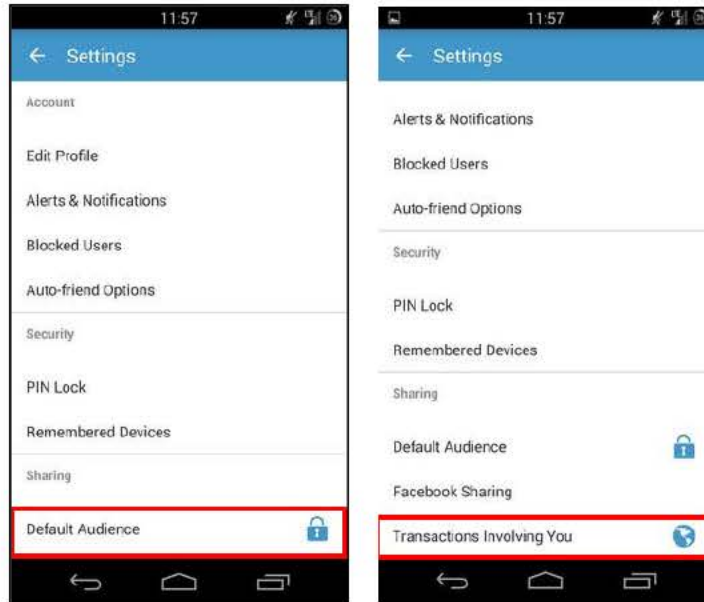 11:57
Settings
Account
Edit Profile
Alerts & Notifications
Blocked Users
Auto-friend Options
Security
PIN Lock
Remembered Devices
Sharing
Default Audience
11:57
Settings
Alerts & Notifications
Blocked Users
Auto-friend Options
Security
PIN Lock
Remembered Devices
Sharing
Default Audience
Facebook Sharing
Transactions Involving You